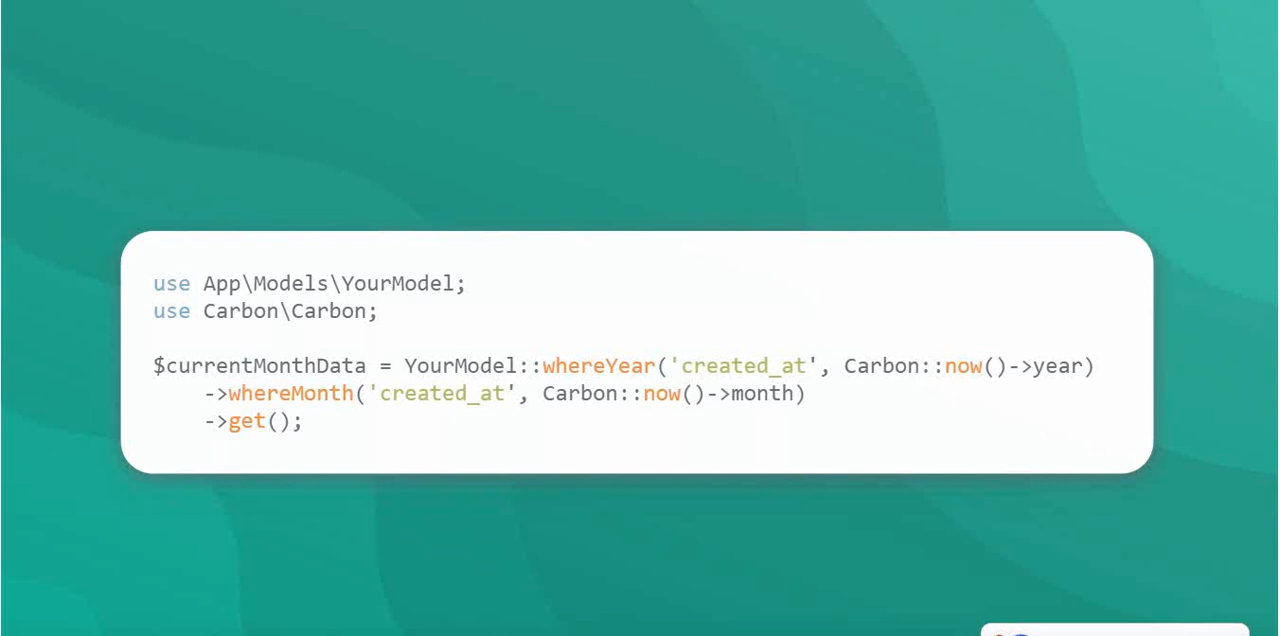 use App\Models\YourModel;
use Carbon\Carbon;
$currentMonthData = YourModel::whereYear('created_at', Carbon::now()->year)
->whereMonth('created_at', Carbon::now()->month)
->get();